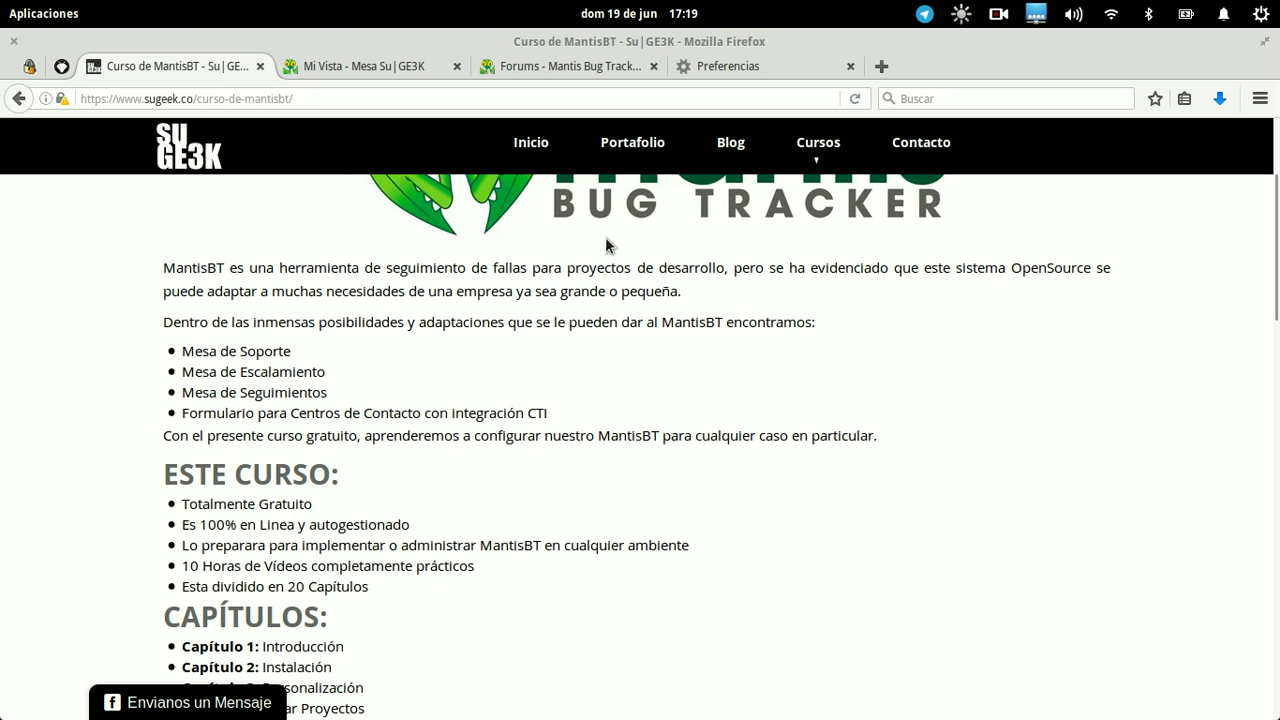 Aplicaciones
dom 19 de jun 17:19
Curso de MantisBT - Su|GE3K - Mozilla Firefox
Curso de MantisBT - Su|GE...
Mi Vista - Mesa Su|GE3K
Forums - Mantis Bug Track...
Preferencias
https://www.sugeek.co/curso-de-mantisbt/
Buscar
SU
GE3K
Inicio
Portafolio
Blog
Cursos
Contacto
BUG TRACKER
MantisBT es una herramienta de seguimiento de fallas para proyectos de desarrollo, pero se ha evidenciado que este sistema OpenSource se
puede adaptar a muchas necesidades de una empresa ya sea grande o pequeña.
Dentro de las inmensas posibilidades y adaptaciones que se le pueden dar al MantisBT encontramos:
Mesa de Soporte
Mesa de Escalamiento
Mesa de Seguimientos
Formulario para Centros de Contacto con integración CTI
Con el presente curso gratuito, aprenderemos a configurar nuestro MantisBT para cualquier caso en particular.
ESTE CURSO:
Totalmente Gratuito
Es 100% en Linea y autogestionado
Lo preparara para implementar o administrar MantisBT en cualquier ambiente
10 Horas de Vídeos completamente prácticos
Esta dividido en 20 Capítulos
CAPÍTULOS:
Capítulo 1: Introducción
Capítulo 2: Instalación
Proyectos
Envianos un Mensaje